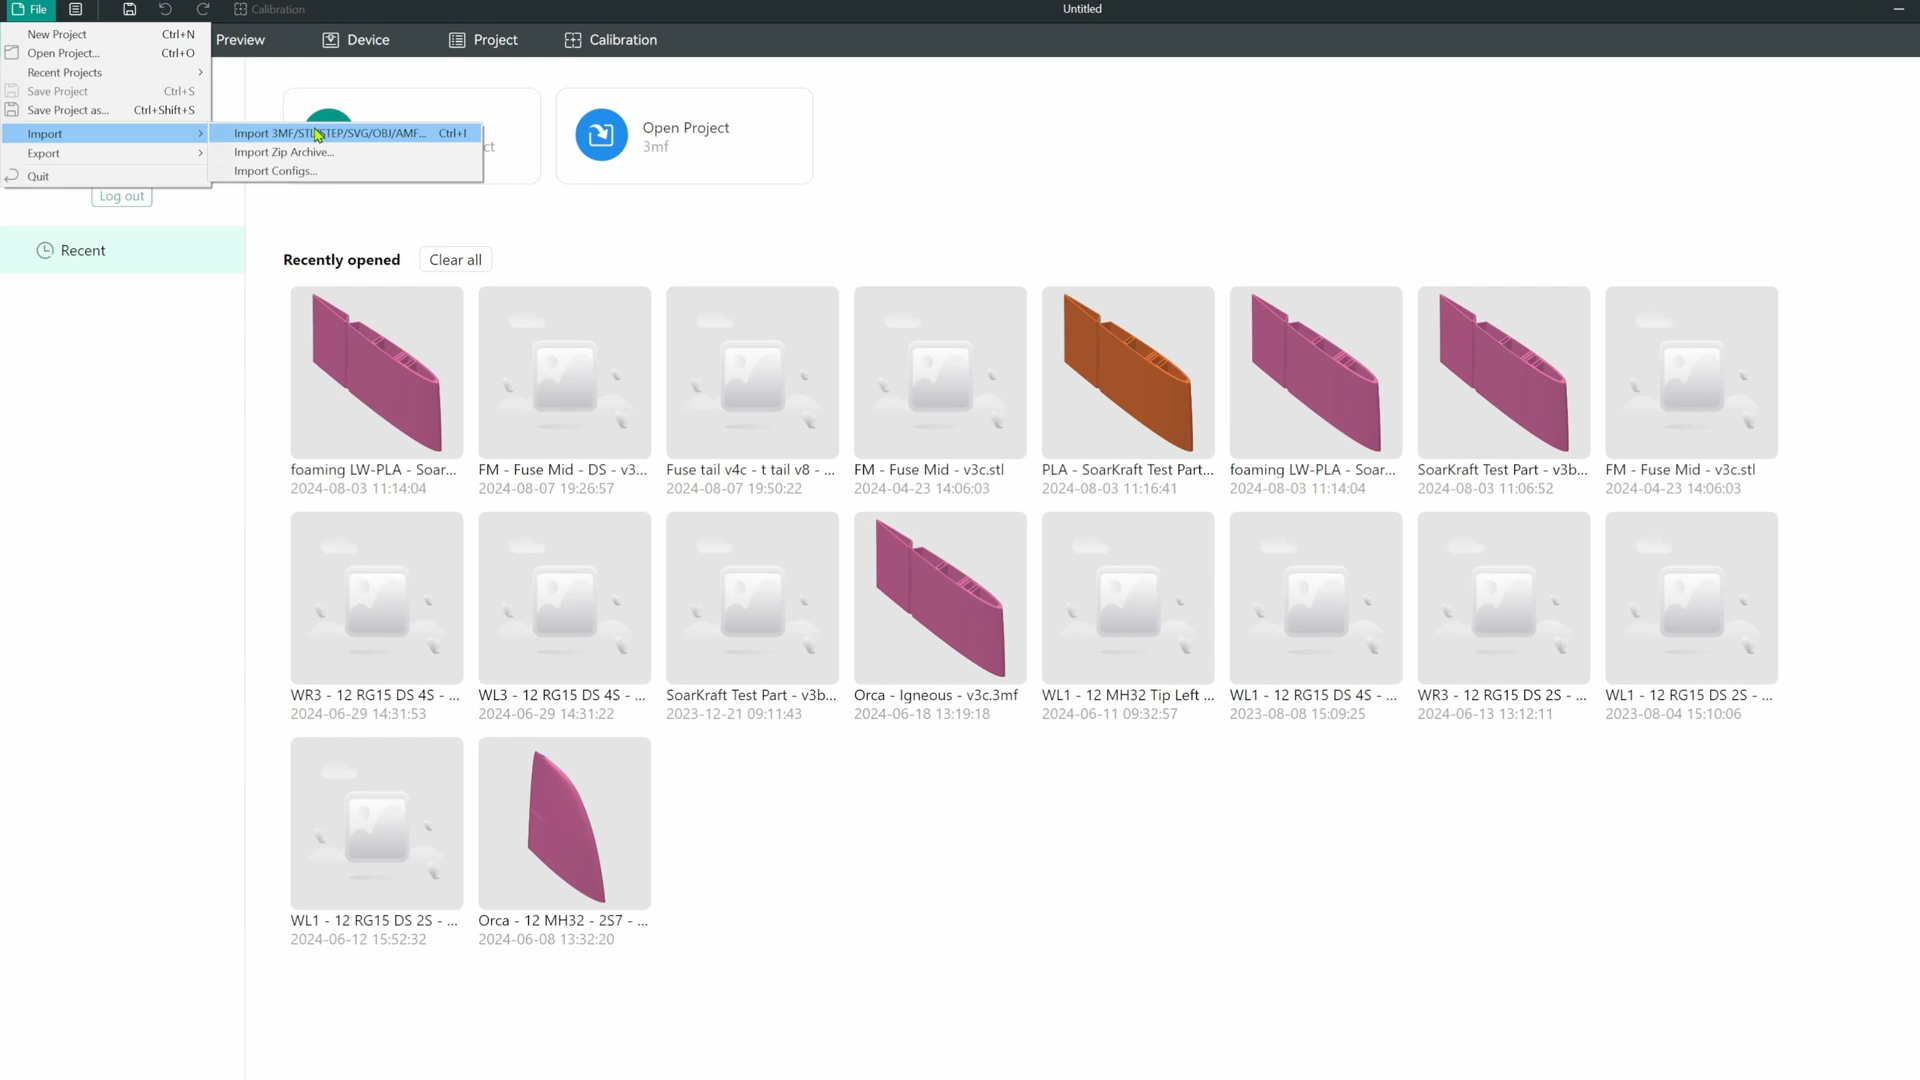 File
Calibration
Untitled
New Project Ctrl+N
Open Project... Ctrl+O
Recent Projects
Save Project Ctrl+S
Save Project as... Ctrl+Shift+S
Import
Export
Quit
Import 3MF/STL/STEP/SVG/OBJ/AMF... Ctrl+I
Import Zip Archive...
Import Configs...
Preview
Device
Project
Calibration
ct
Open Project
3mf
Log out
Recent
Recently opened
Clear all
foaming LW-PLA - Soar...
2024-08-03 11:14:04
FM - Fuse Mid - DS - v3...
2024-08-07 19:26:57
Fuse tail v4c - t tail v8 - ...
2024-08-07 19:50:22
FM - Fuse Mid - v3c.stl
2024-04-23 14:06:03
PLA - SoarKraft Test Part...
2024-08-03 11:16:41
foaming LW-PLA - Soar...
2024-08-03 11:14:04
SoarKraft Test Part - v3b...
2024-08-03 11:06:52
FM - Fuse Mid - v3c.stl
2024-04-23 14:06:03
WR3 - 12 RG15 DS 4S - ...
2024-06-29 14:31:53
WL3 - 12 RG15 DS 4S - ...
2024-06-29 14:31:22
SoarKraft Test Part - v3b...
2023-12-21 09:11:43
Orca - Igneous - v3c.3mf
2024-06-18 13:19:18
WL1 - 12 MH32 Tip Left ...
2024-06-11 09:32:57
WL1 - 12 RG15 DS 4S - ...
2023-08-08 15:09:25
WR3 - 12 RG15 DS 2S - ...
2024-06-13 13:12:11
WL1 - 12 RG15 DS 2S - ...
2023-08-04 15:10:06
WL1 - 12 RG15 DS 2S - ...
2024-06-12 15:52:32
Orca - 12 MH32 - 2S7 - ...
2024-06-08 13:32:20